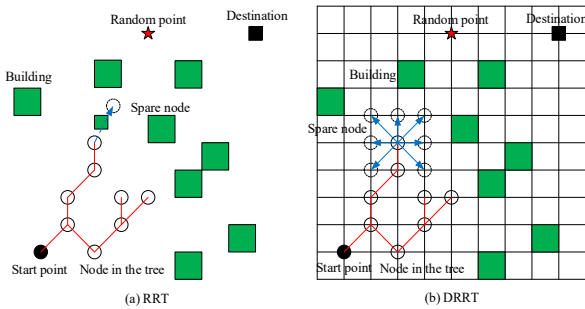 Random point
Destination
Building
Start point
Node in the tree
(a) RRT
Random point
Destination
Building
Spare node
Spare node
Start point
Node in the tree
(b) DRRT